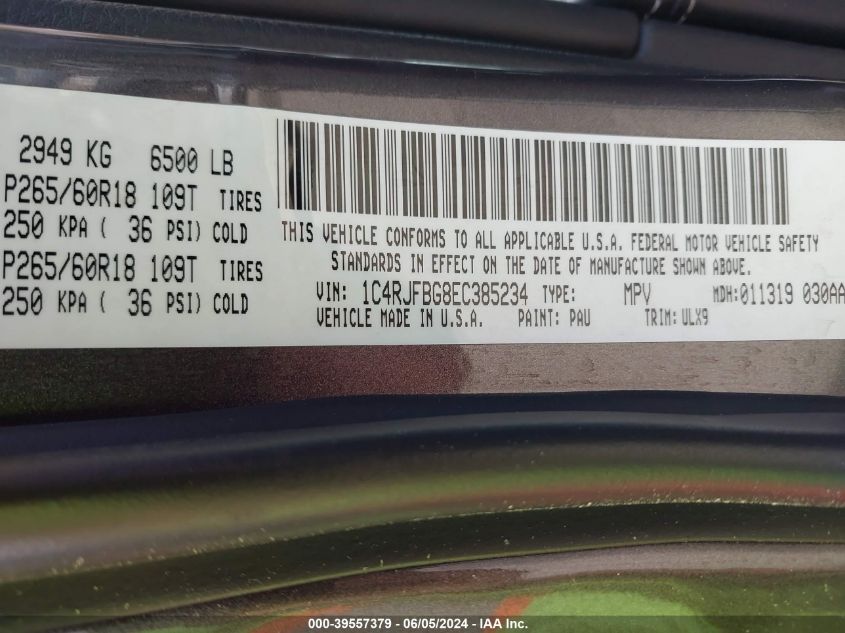 2949 KG 6500 LB
P265/60R18 109T TIRES
250 KPA ( 36 PSI) COLD
P265/60R18 109T TIRES
250 KPA ( 36 PSI) COLD
THIS VEHICLE CONFORMS TO ALL APPLICABLE U.S.A. FEDERAL MOTOR VEHICLE SAFETY
STANDARDS IN EFFECT ON THE DATE OF MANUFACTURE SHOWN ABOVE.
VIN: 1C4RJFBG8EC385234 TYPE: MPV MDH:011319 030AA
VEHICLE MADE IN U.S.A. PAINT: PAU TRIM: ULX9
000-39557379 - 06/05/2024 - IAA Inc.